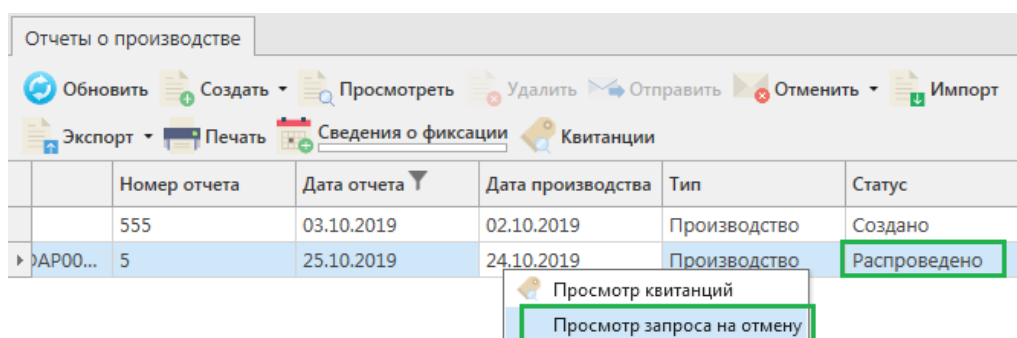 Отчеты о производстве
Обновить Создать Просмотреть Удалить Отправить Отменить Импорт
Экспорт Печать Сведения о фиксации Квитанции
Номер отчета Дата отчета Дата производства Тип Статус
555 03.10.2019 02.10.2019 Производство Создано
DAP00... 5 25.10.2019 24.10.2019 Производство Распроведено
Просмотр квитанций
Просмотр запроса на отмену